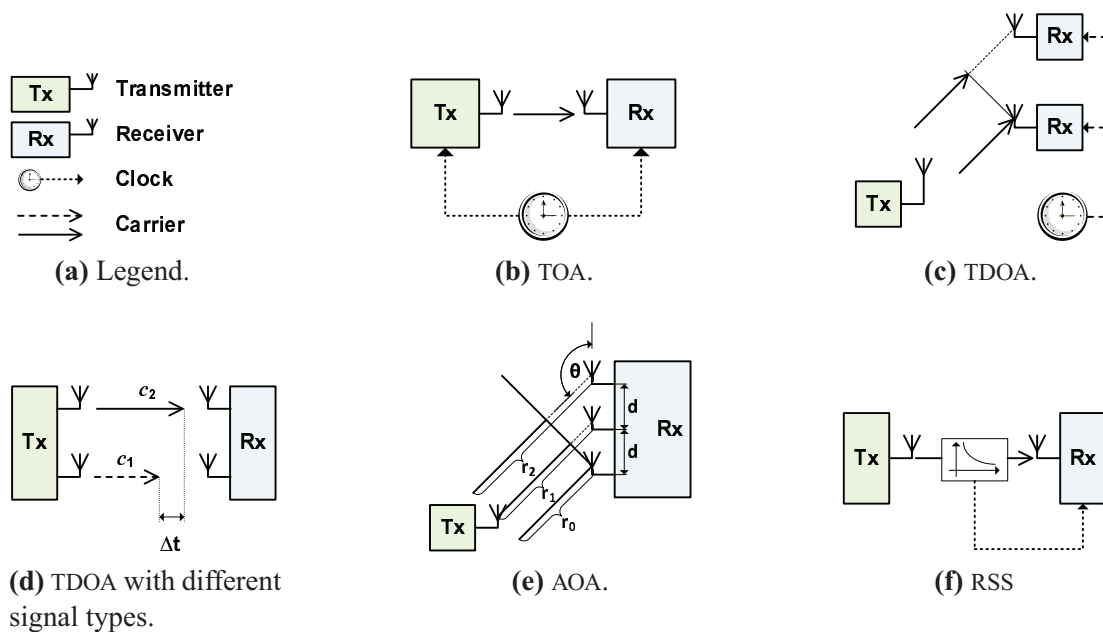 Tx Transmitter
Rx Receiver
Clock
Carrier
(a) Legend.
Tx Rx
(b) TOA.
Rx
Rx
Tx
(c) TDOA.
Tx c₂ Rx
c₁
Δt
(d) TDOA with different
signal types.
θ
d
Rx
d
r₂
r₁
Tx r₀
(e) AOA.
Tx Rx
(f) RSS